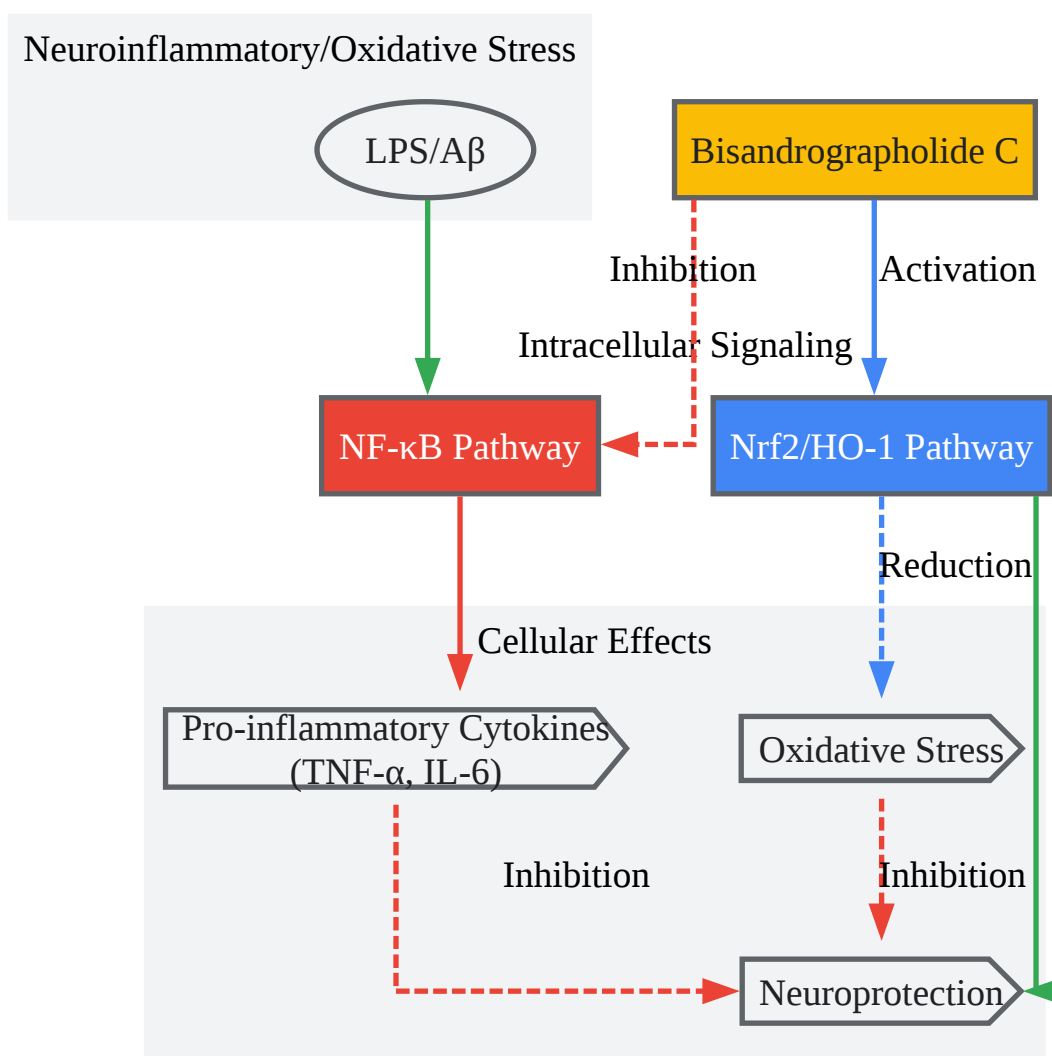 Neuroinflammatory/Oxidative Stress
LPS/Aβ
Bisandrographolide C
Inhibition
Activation
Intracellular Signaling
NF-κB Pathway
Nrf2/HO-1 Pathway
Reduction
Cellular Effects
Pro-inflammatory Cytokines
(TNF-α, IL-6)
Oxidative Stress
Inhibition
Inhibition
Neuroprotection